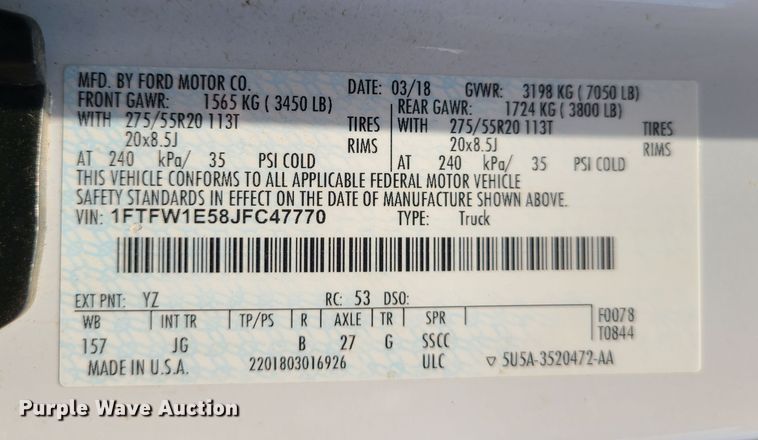 MFD. BY FORD MOTOR CO. DATE: 03/18 GVWR: 3198 KG ( 7050 LB)
FRONT GAWR: 1565 KG ( 3450 LB) REAR GAWR: 1724 KG ( 3800 LB)
WITH 275/55R20 113T TIRES WITH 275/55R20 113T TIRES
20x8.5J RIMS 20x8.5J RIMS
AT 240 kPa/ 35 PSI COLD AT 240 kPa/ 35 PSI COLD
THIS VEHICLE CONFORMS TO ALL APPLICABLE FEDERAL MOTOR VEHICLE
SAFETY STANDARDS IN EFFECT ON THE DATE OF MANUFACTURE SHOWN ABOVE.
VIN: 1FTFW1E58JFC47770 TYPE: Truck
EXT PNT: YZ RC: 53 DSO:
WB INT TR TP/PS R AXLE TR SPR F0078
157 JG B 27 G SSCC T0844
MADE IN U.S.A. 2201803016926 ULC ▽ 5U5A-3520472-AA
Purple Wave Auction